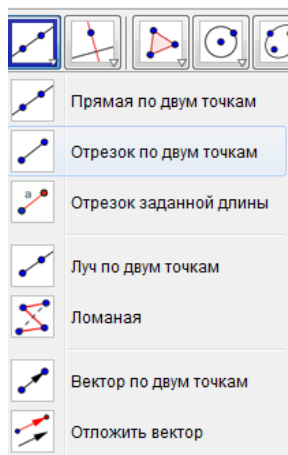 Прямая по двум точкам
Отрезок по двум точкам
a
Отрезок заданной длины
Луч по двум точкам
Ломаная
Вектор по двум точкам
Отложить вектор